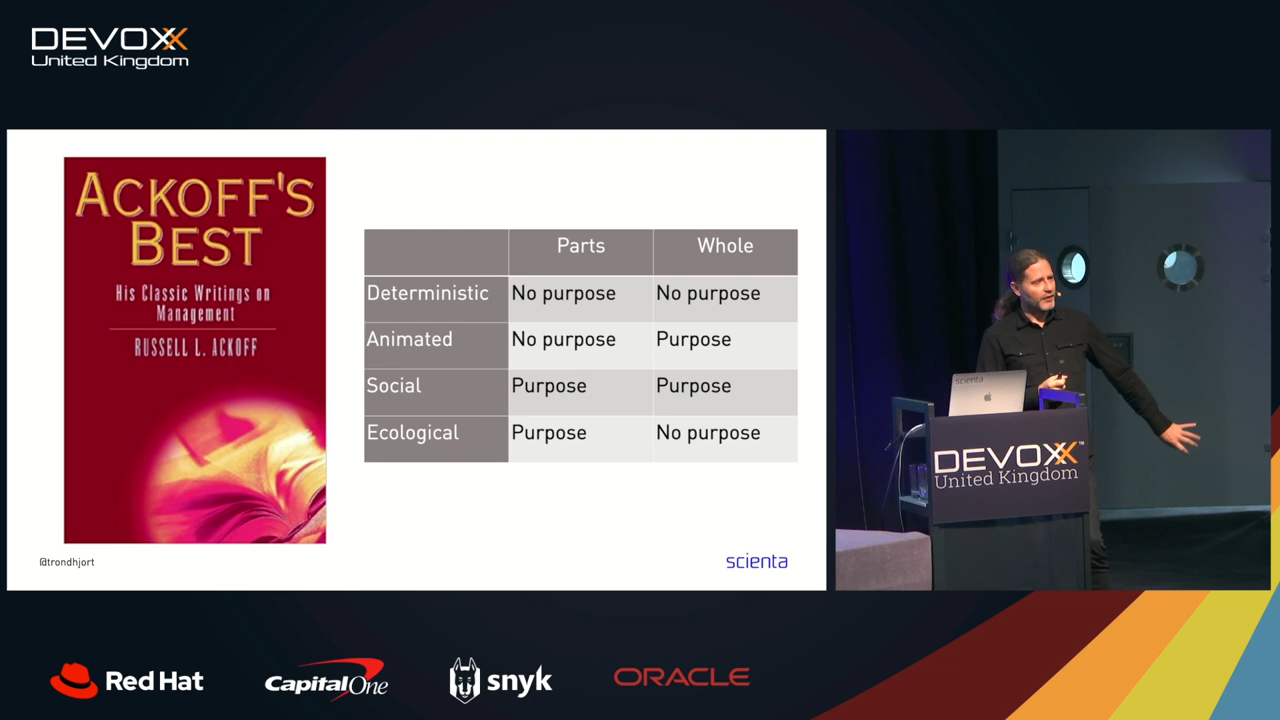 DEVOXX
United Kingdom
ACKOFF'S
BEST
His Classic Writings on
Management
RUSSELL L. ACKOFF
Parts Whole
Deterministic No purpose No purpose
Animated No purpose Purpose
Social Purpose Purpose
Ecological Purpose No purpose
@trondhjort
scienta
scienta
DEVOXX™
United Kingdom
Red Hat
Capital One
snyk
ORACLE